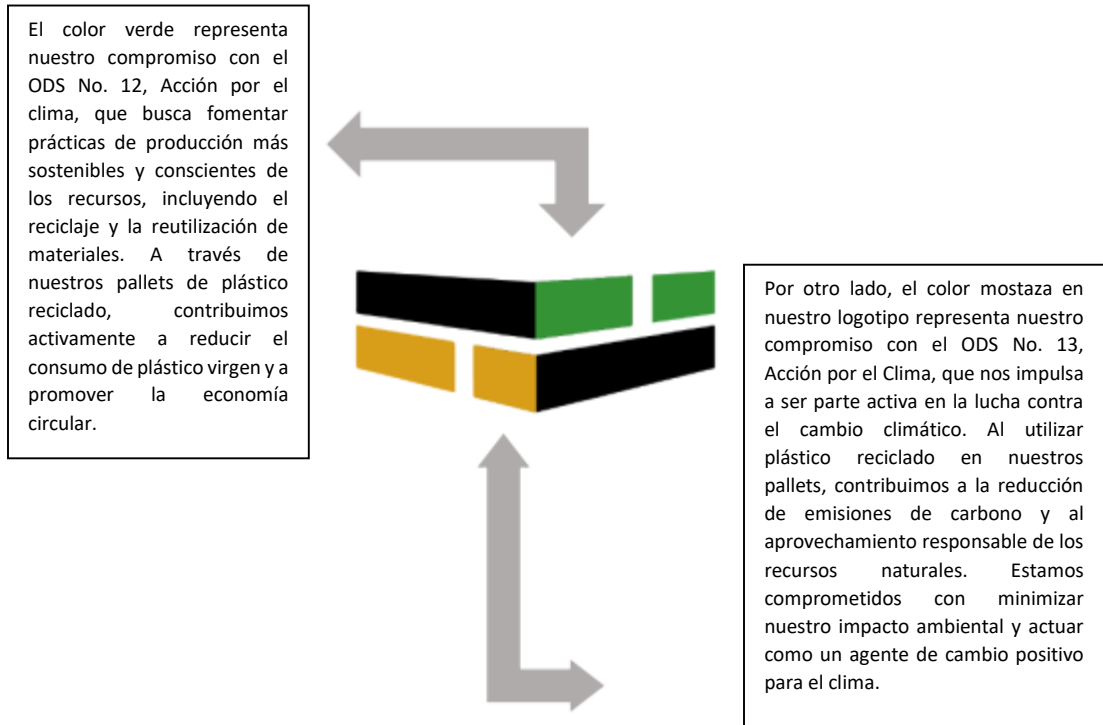 El color verde representa
nuestro compromiso con el
ODS No. 12, Acción por el
clima, que busca fomentar
prácticas de producción más
sostenibles y conscientes de
los recursos, incluyendo el
reciclaje y la reutilización de
materiales. A través de
nuestros pallets de plástico
reciclado, contribuimos
activamente a reducir el
consumo de plástico virgen y a
promover la economía
circular.
Por otro lado, el color mostaza en
nuestro logotipo representa nuestro
compromiso con el ODS No. 13,
Acción por el Clima, que nos impulsa
a ser parte activa en la lucha contra
el cambio climático. Al utilizar
plástico reciclado en nuestros
pallets, contribuimos a la reducción
de emisiones de carbono y al
aprovechamiento responsable de los
recursos naturales. Estamos
comprometidos con minimizar
nuestro impacto ambiental y actuar
como un agente de cambio positivo
para el clima.